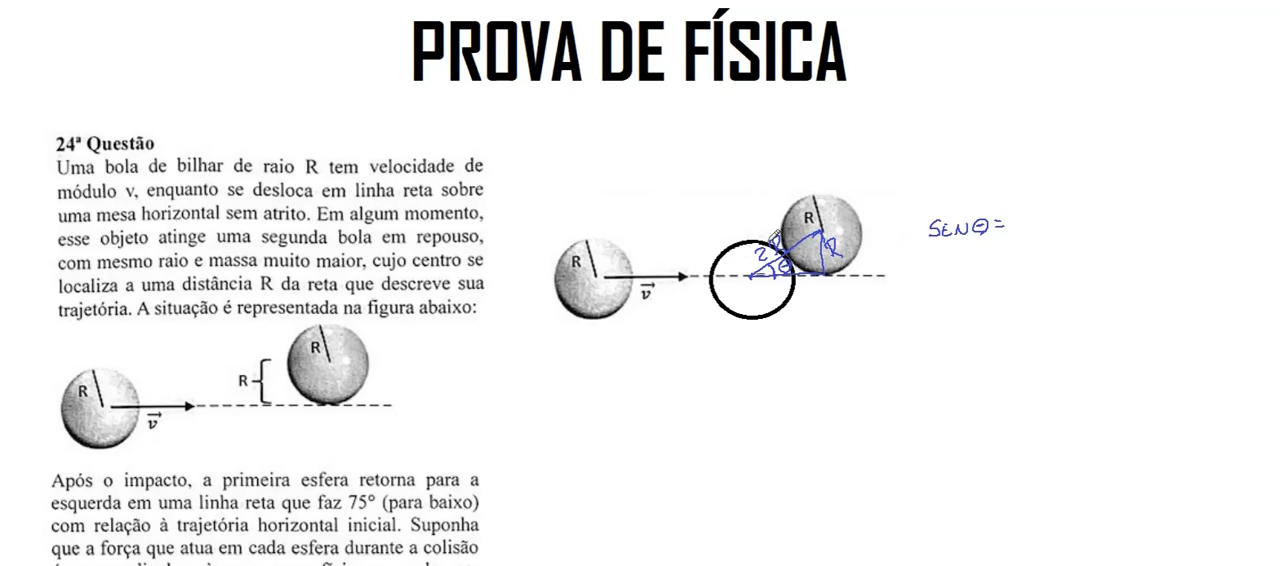 PROVA DE FÍSICA
24ª Questão
Uma bola de bilhar de raio R tem velocidade de
módulo v, enquanto se desloca em linha reta sobre
uma mesa horizontal sem atrito. Em algum momento,
esse objeto atinge uma segunda bola em repouso,
com mesmo raio e massa muito maior, cujo centro se
localiza a uma distância R da reta que descreve sua
trajetória. A situação é representada na figura abaixo:
R
R
R
v
Após o impacto, a primeira esfera retorna para a
esquerda em uma linha reta que faz 75° (para baixo)
com relação à trajetória horizontal inicial. Suponha
que a força que atua em cada esfera durante a colisão
R
R
2R
R
θ
v
SENθ=